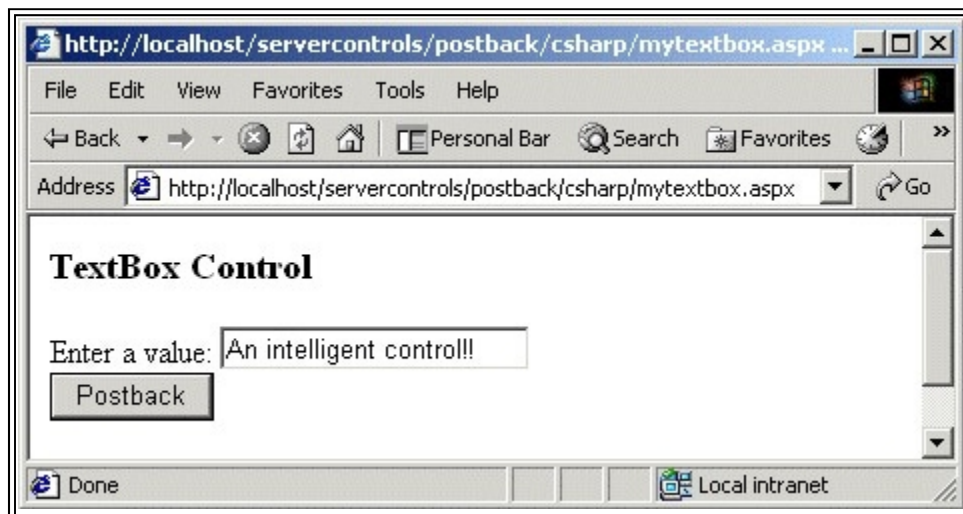 http://localhost/servercontrols/postback/csharp/mytextbox.aspx ...
File Edit View Favorites Tools Help
Back Personal Bar Search Favorites »
Address http://localhost/servercontrols/postback/csharp/mytextbox.aspx Go
TextBox Control
Enter a value: An intelligent control!!
Postback
Done Local intranet